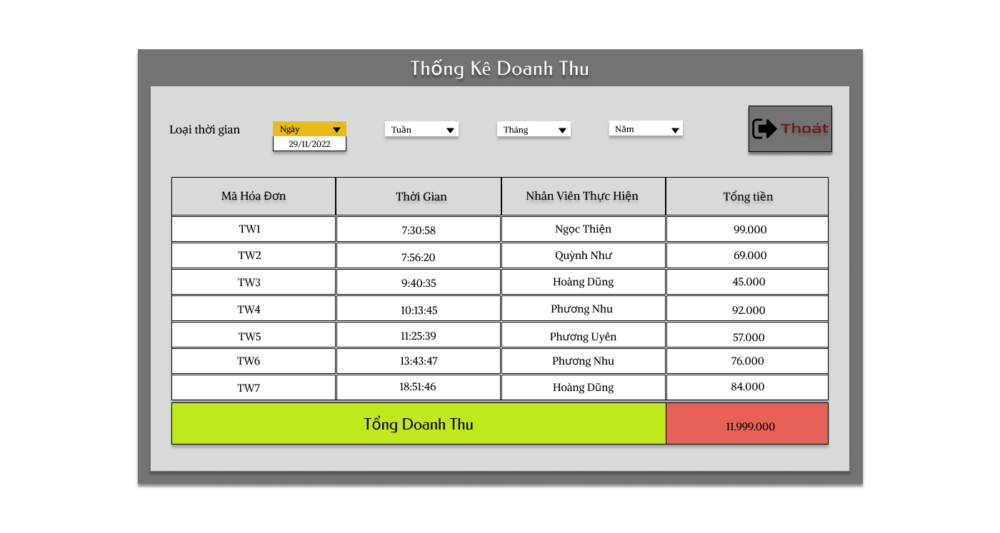 Thống Kê Doanh Thu
Loại thời gian Ngày Tuần Tháng Năm Thoát
29/11/2022
Mã Hóa Đơn Thời Gian Nhân Viên Thực Hiện Tổng tiền
TW1 7:30:58 Ngọc Thiện 99.000
TW2 7:56:20 Quỳnh Như 69.000
TW3 9:40:35 Hoàng Dũng 45.000
TW4 10:13:45 Phương Nhu 92.000
TW5 11:25:39 Phương Uyên 57.000
TW6 13:43:47 Phương Nhu 76.000
TW7 18:51:46 Hoàng Dũng 84.000
Tổng Doanh Thu 11.999.000